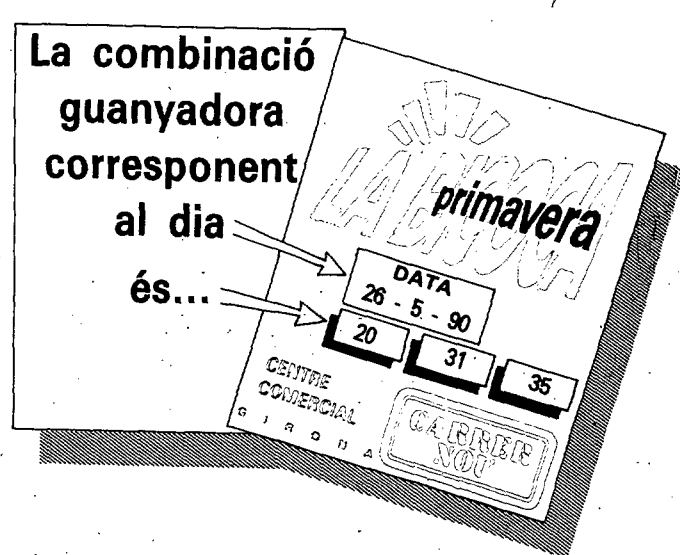 La combinació
guanyadora
corresponent
al dia
és...
primavera
DATA
26 - 5 - 90
20 31 35
CENTRE
COMERCIAL
GIRONA
CARRER
NOU